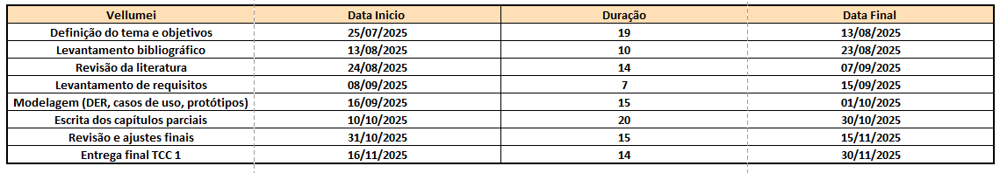 Vellumei Data Inicio Duração Data Final
Definição do tema e objetivos 25/07/2025 19 13/08/2025
Levantamento bibliográfico 13/08/2025 10 23/08/2025
Revisão da literatura 24/08/2025 14 07/09/2025
Levantamento de requisitos 08/09/2025 7 15/09/2025
Modelagem (DER, casos de uso, protótipos) 16/09/2025 15 01/10/2025
Escrita dos capítulos parciais 10/10/2025 20 30/10/2025
Revisão e ajustes finais 31/10/2025 15 15/11/2025
Entrega final TCC 1 16/11/2025 14 30/11/2025